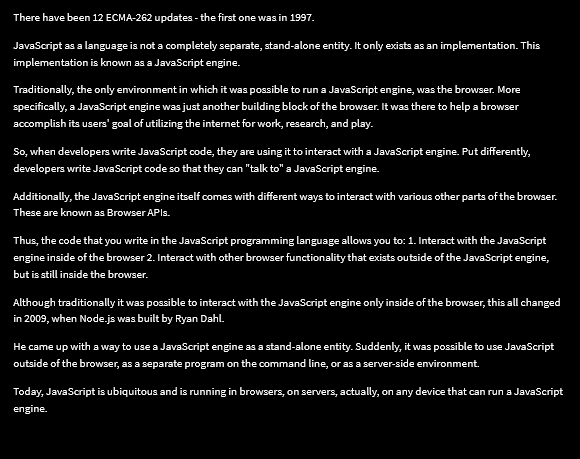 There have been 12 ECMA-262 updates - the first one was in 1997.
JavaScript as a language is not a completely separate, stand-alone entity. It only exists as an implementation. This
implementation is known as a JavaScript engine.
Traditionally, the only environment in which it was possible to run a JavaScript engine, was the browser. More
specifically, a JavaScript engine was just another building block of the browser. It was there to help a browser
accomplish its users' goal of utilizing the internet for work, research, and play.
So, when developers write JavaScript code, they are using it to interact with a JavaScript engine. Put differently,
developers write JavaScript code so that they can "talk to" a JavaScript engine.
Additionally, the JavaScript engine itself comes with different ways to interact with various other parts of the browser.
These are known as Browser APIs.
Thus, the code that you write in the JavaScript programming language allows you to: 1. Interact with the JavaScript
engine inside of the browser 2. Interact with other browser functionality that exists outside of the JavaScript engine,
but is still inside the browser.
Although traditionally it was possible to interact with the JavaScript engine only inside of the browser, this all changed
in 2009, when Node.js was built by Ryan Dahl.
He came up with a way to use a JavaScript engine as a stand-alone entity. Suddenly, it was possible to use JavaScript
outside of the browser, as a separate program on the command line, or as a server-side environment.
Today, JavaScript is ubiquitous and is running in browsers, on servers, actually, on any device that can run a JavaScript
engine.